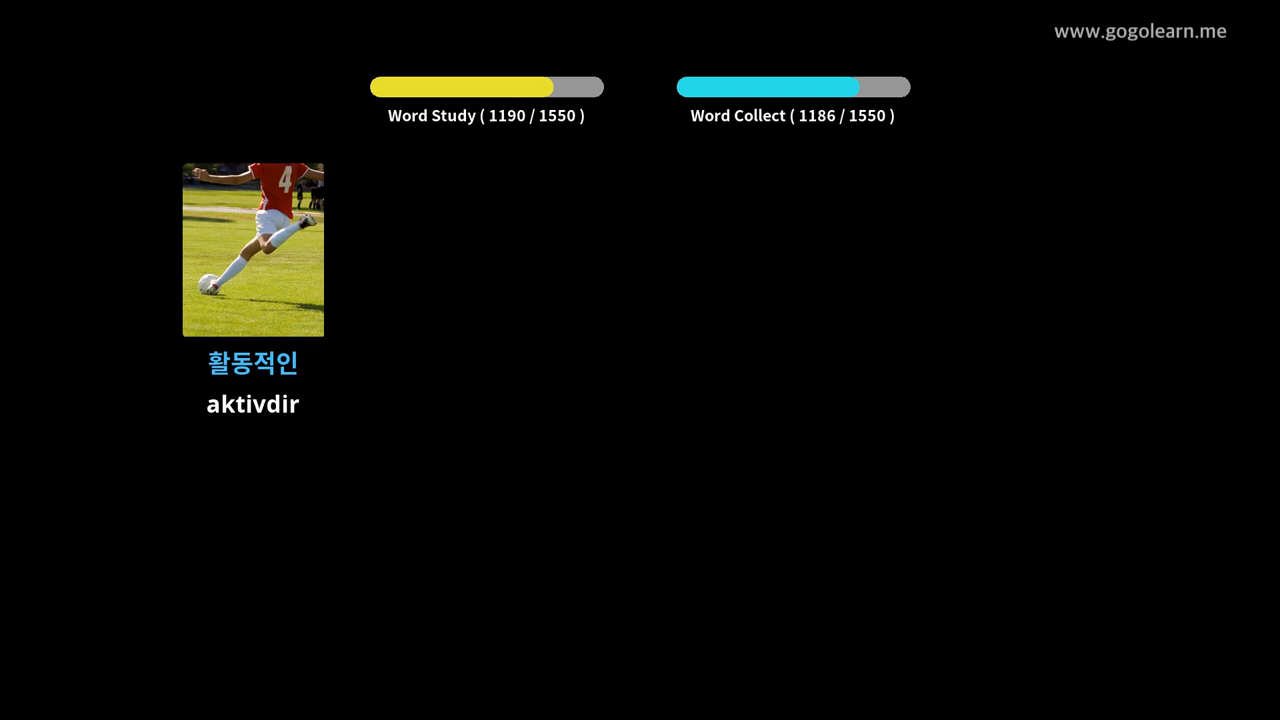 www.gogolearn.me
Word Study ( 1190 / 1550 )
Word Collect ( 1186 / 1550 )
4
활동적인
aktivdir